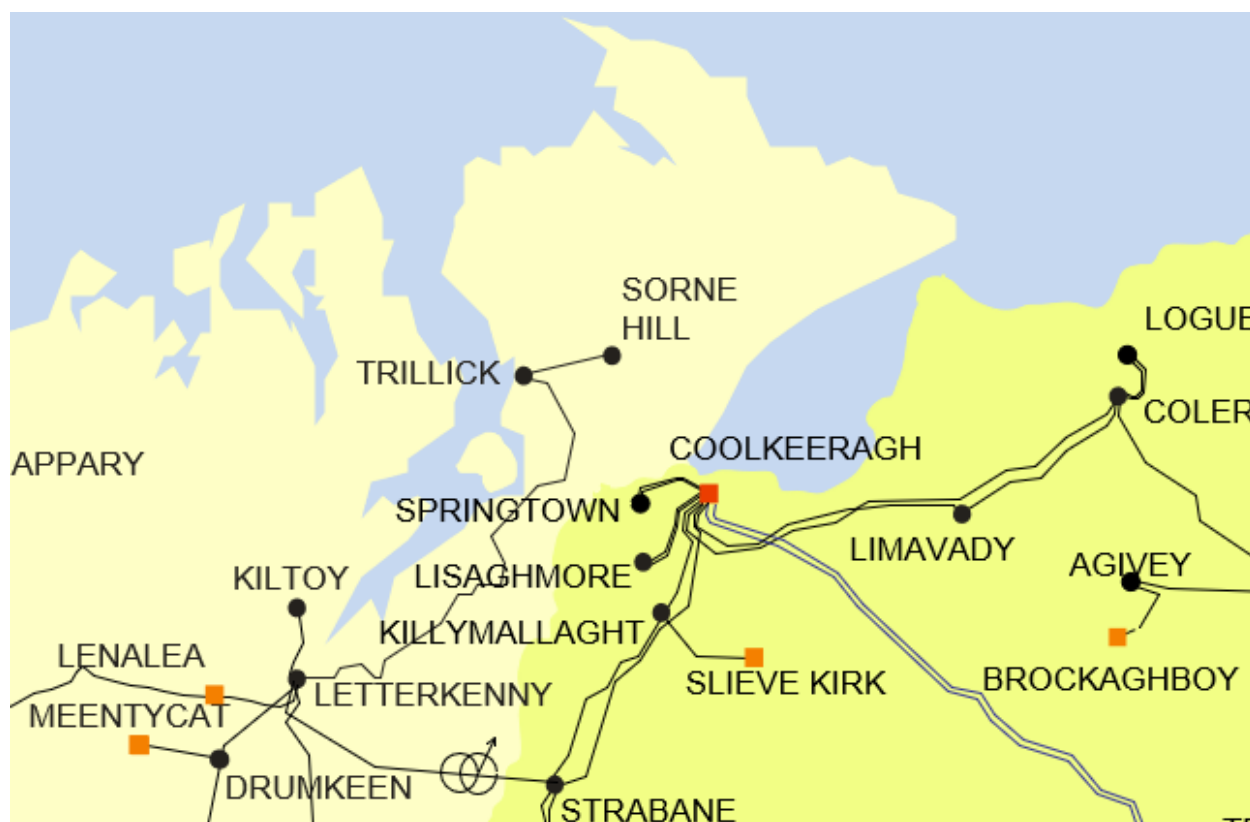 SORNE
HILL
LOGUE
TRILLICK
COLER
COOLKEERAGH
APPARY
SPRINGTOWN
LIMAVADY
AGIVEY
LISAGHMORE
KILTOY
KILLYMALLAGHT
LENALEA
SLIEVE KIRK
BROCKAGHBOY
LETTERKENNY
MEENTYCAT
DRUMKEEN
STRABANE